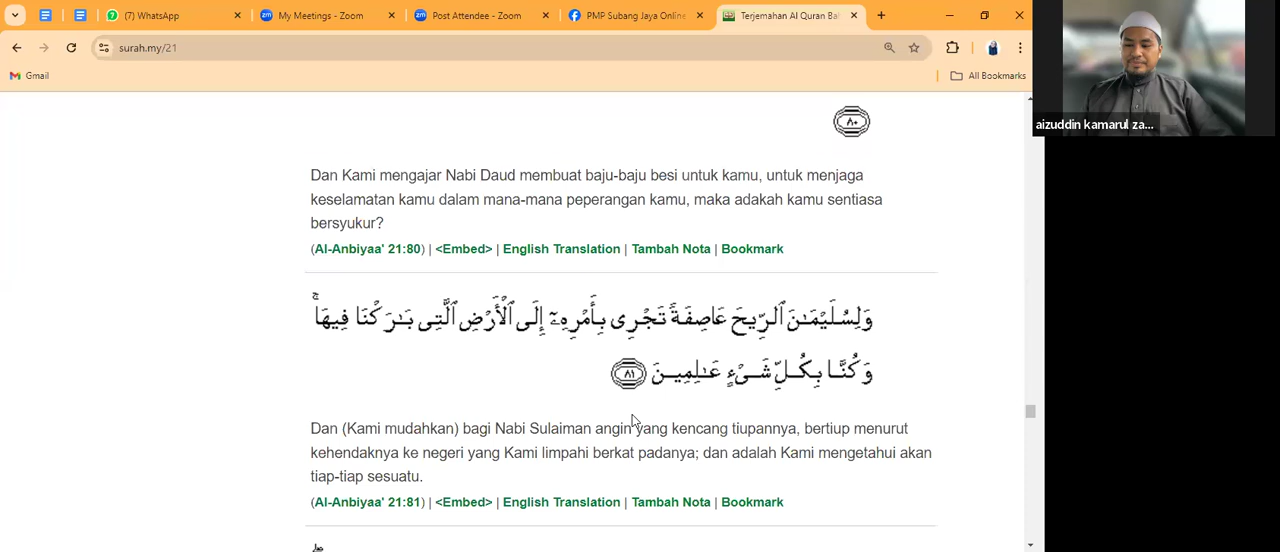 (7) WhatsApp
My Meetings - Zoom
Post Attendee - Zoom
PMP Subang Jaya Online
Terjemahan Al Quran Bah
surah.my/21
Gmail
All Bookmarks
aizuddin kamarul za...
٨٠
Dan Kami mengajar Nabi Daud membuat baju-baju besi untuk kamu, untuk menjaga
keselamatan kamu dalam mana-mana peperangan kamu, maka adakah kamu sentiasa
bersyukur?
(Al-Anbiyaa' 21:80) | <Embed> | English Translation | Tambah Nota | Bookmark
وَلِسُلَيْمَـٰنَ ٱلرِّيحَ عَاصِفَةً تَجْرِى بِأَمْرِهِۦٓ إِلَى ٱلْأَرْضِ ٱلَّتِى بَـٰرَكْنَا فِيهَا ۚ
وَكُنَّا بِكُلِّ شَىْءٍ عَـٰلِمِينَ ٨١
Dan (Kami mudahkan) bagi Nabi Sulaiman angin yang kencang tiupannya, bertiup menurut
kehendaknya ke negeri yang Kami limpahi berkat padanya; dan adalah Kami mengetahui akan
tiap-tiap sesuatu.
(Al-Anbiyaa' 21:81) | <Embed> | English Translation | Tambah Nota | Bookmark